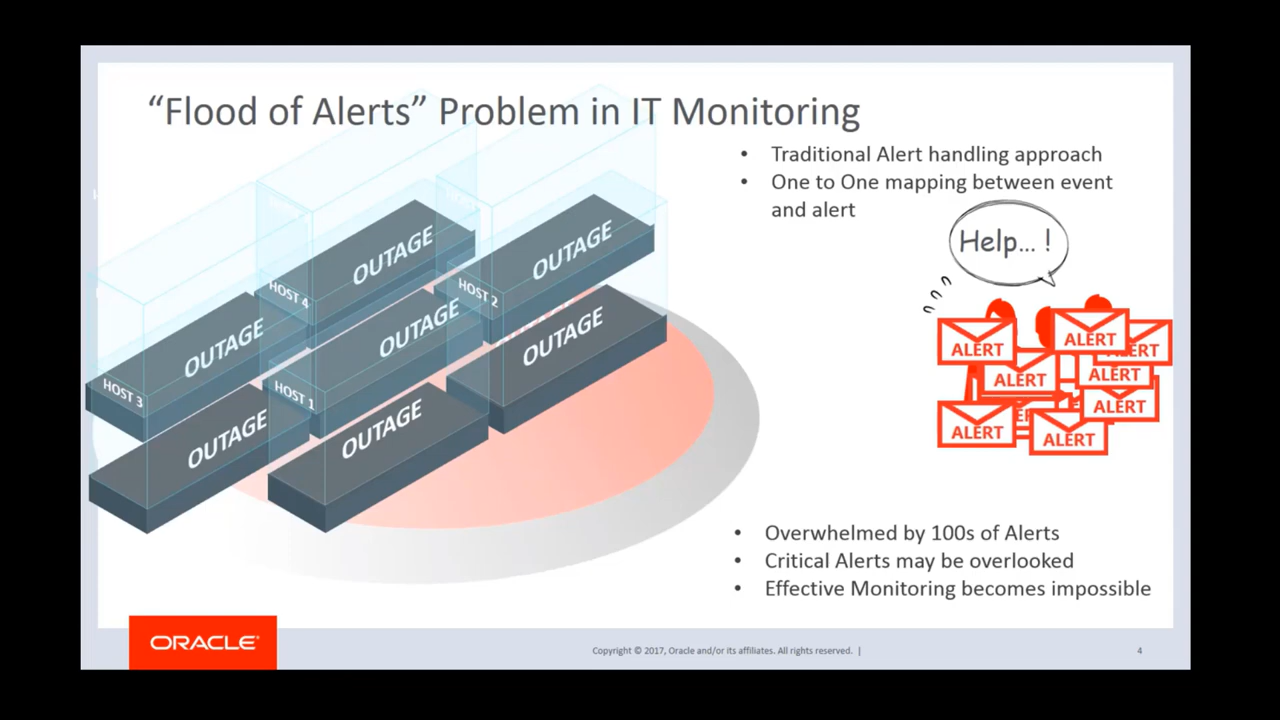 “Flood of Alerts” Problem in IT Monitoring
• Traditional Alert handling approach
• One to One mapping between event
and alert
Help... !
OUTAGE
OUTAGE
HOST 4
HOST 2
OUTAGE
OUTAGE
OUTAGE
HOST 3
HOST 1
OUTAGE
OUTAGE
ALERT
ALERT
ALERT
ALERT
ALERT
ALERT
ALERT
ALERT
• Overwhelmed by 100s of Alerts
• Critical Alerts may be overlooked
• Effective Monitoring becomes impossible
ORACLE®
Copyright © 2017, Oracle and/or its affiliates. All rights reserved. |
4